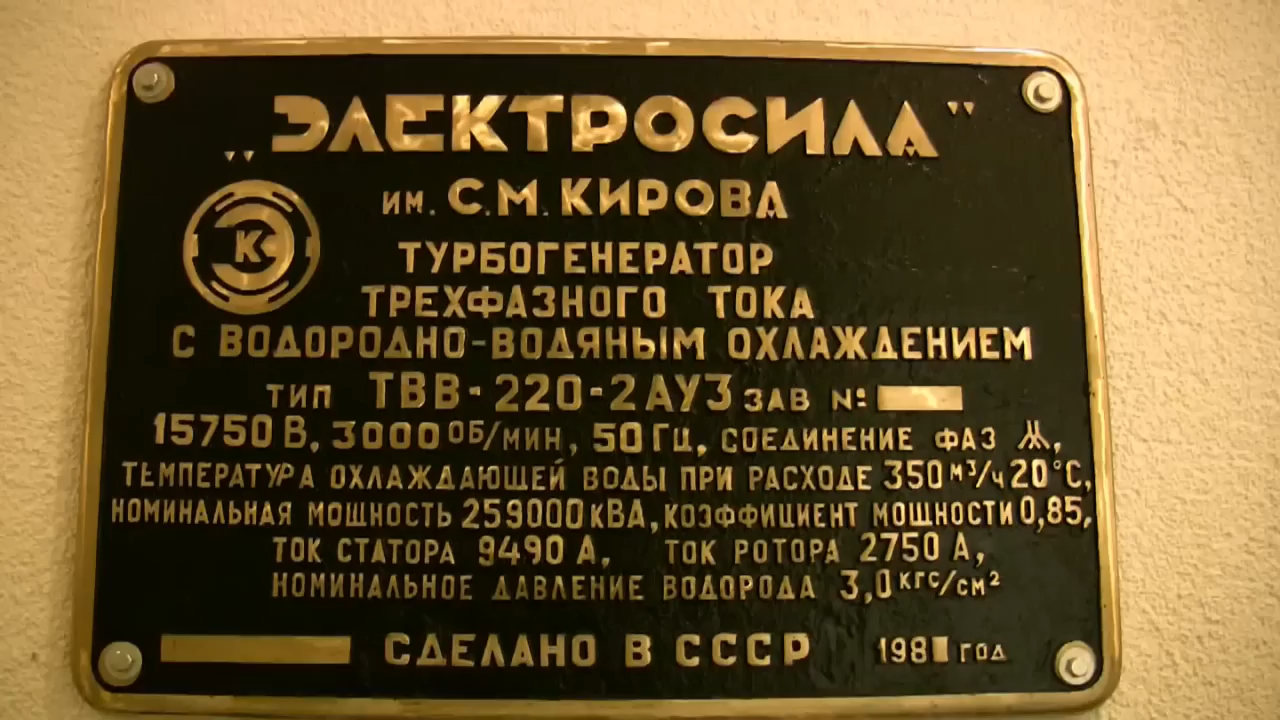 „ЭЛЕКТРОСИЛА"
им. С.М. КИРОВА
ЭК
ТУРБОГЕНЕРАТОР
ТРЕХФАЗНОГО ТОКА
С ВОДОРОДНО-ВОДЯНЫМ ОХЛАЖДЕНИЕМ
ТИП ТВВ-220-2АУ3 ЗАВ №
15750 В, 3000 ОБ/МИН, 50 ГЦ, СОЕДИНЕНИЕ ФАЗ
ТЕМПЕРАТУРА ОХЛАЖДАЮЩЕЙ ВОДЫ ПРИ РАСХОДЕ 350 м³/ч 20°С,
НОМИНАЛЬНАЯ МОЩНОСТЬ 259000 кВА, КОЭФФИЦИЕНТ МОЩНОСТИ 0,85,
ТОК СТАТОРА 9490 А, ТОК РОТОРА 2750 А,
НОМИНАЛЬНОЕ ДАВЛЕНИЕ ВОДОРОДА 3,0 кгс/см²
СДЕЛАНО В СССР 198 год